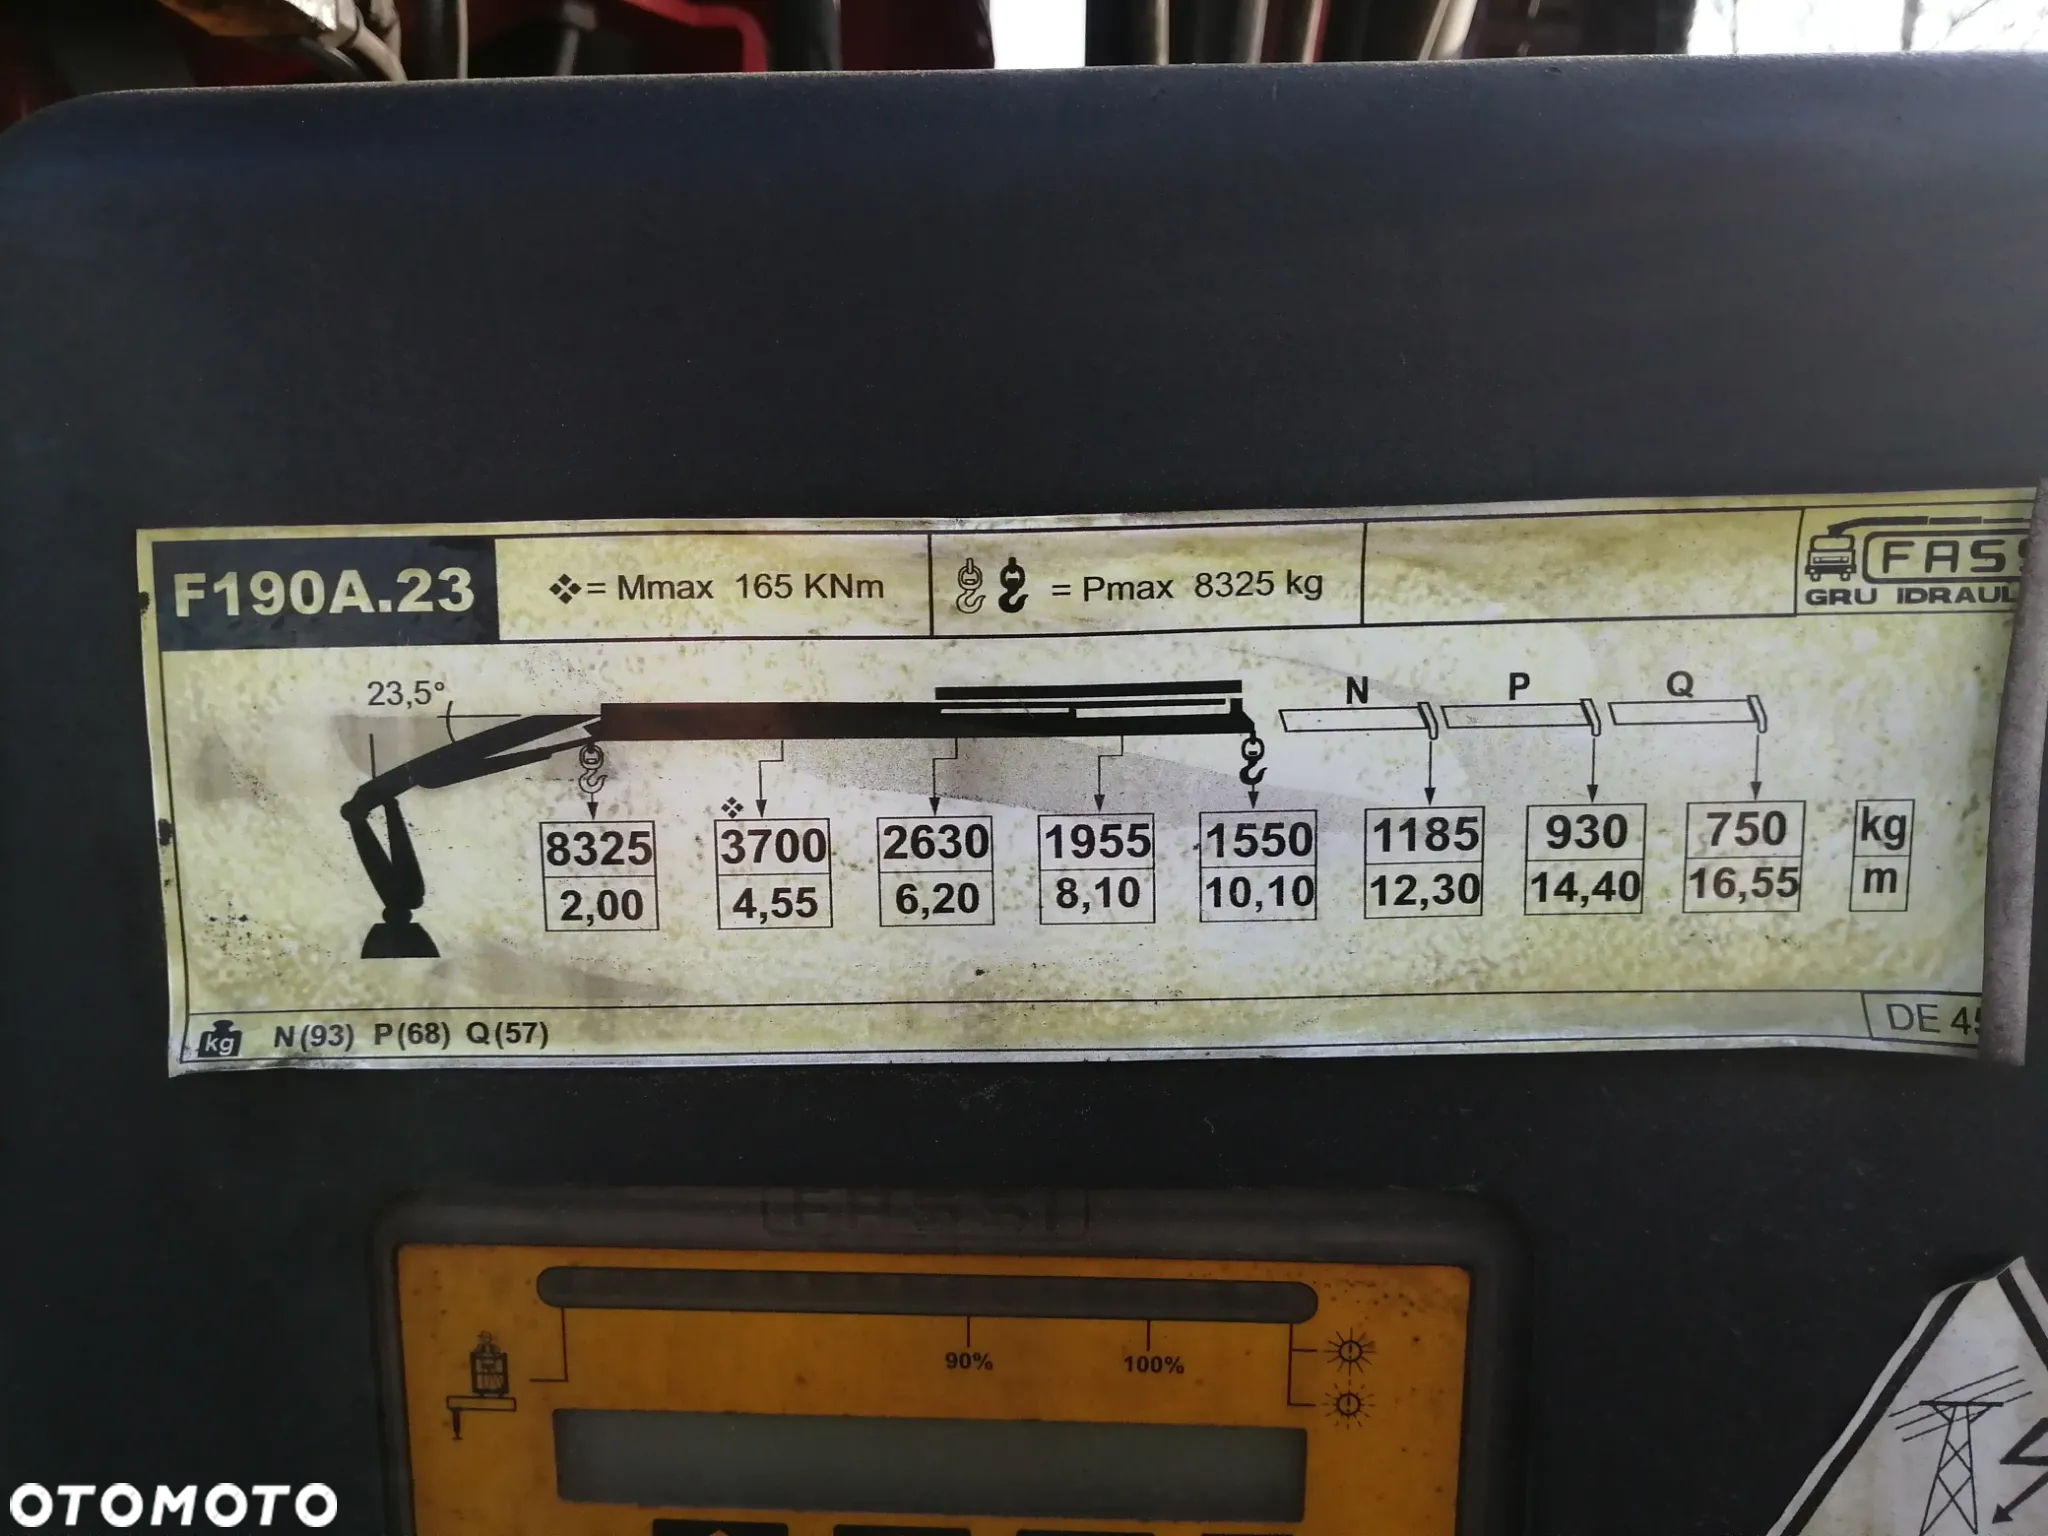 F190A.23 ❖= Mmax 165 KNm = Pmax 8325 kg FASS
GRU IDRAUL
23,5° N P Q
❖
8325 3700 2630 1955 1550 1185 930 750 kg
2,00 4,55 6,20 8,10 10,10 12,30 14,40 16,55 m
kg N(93) P(68) Q(57) DE 45
FASSI
90% 100%
OTOMOTO